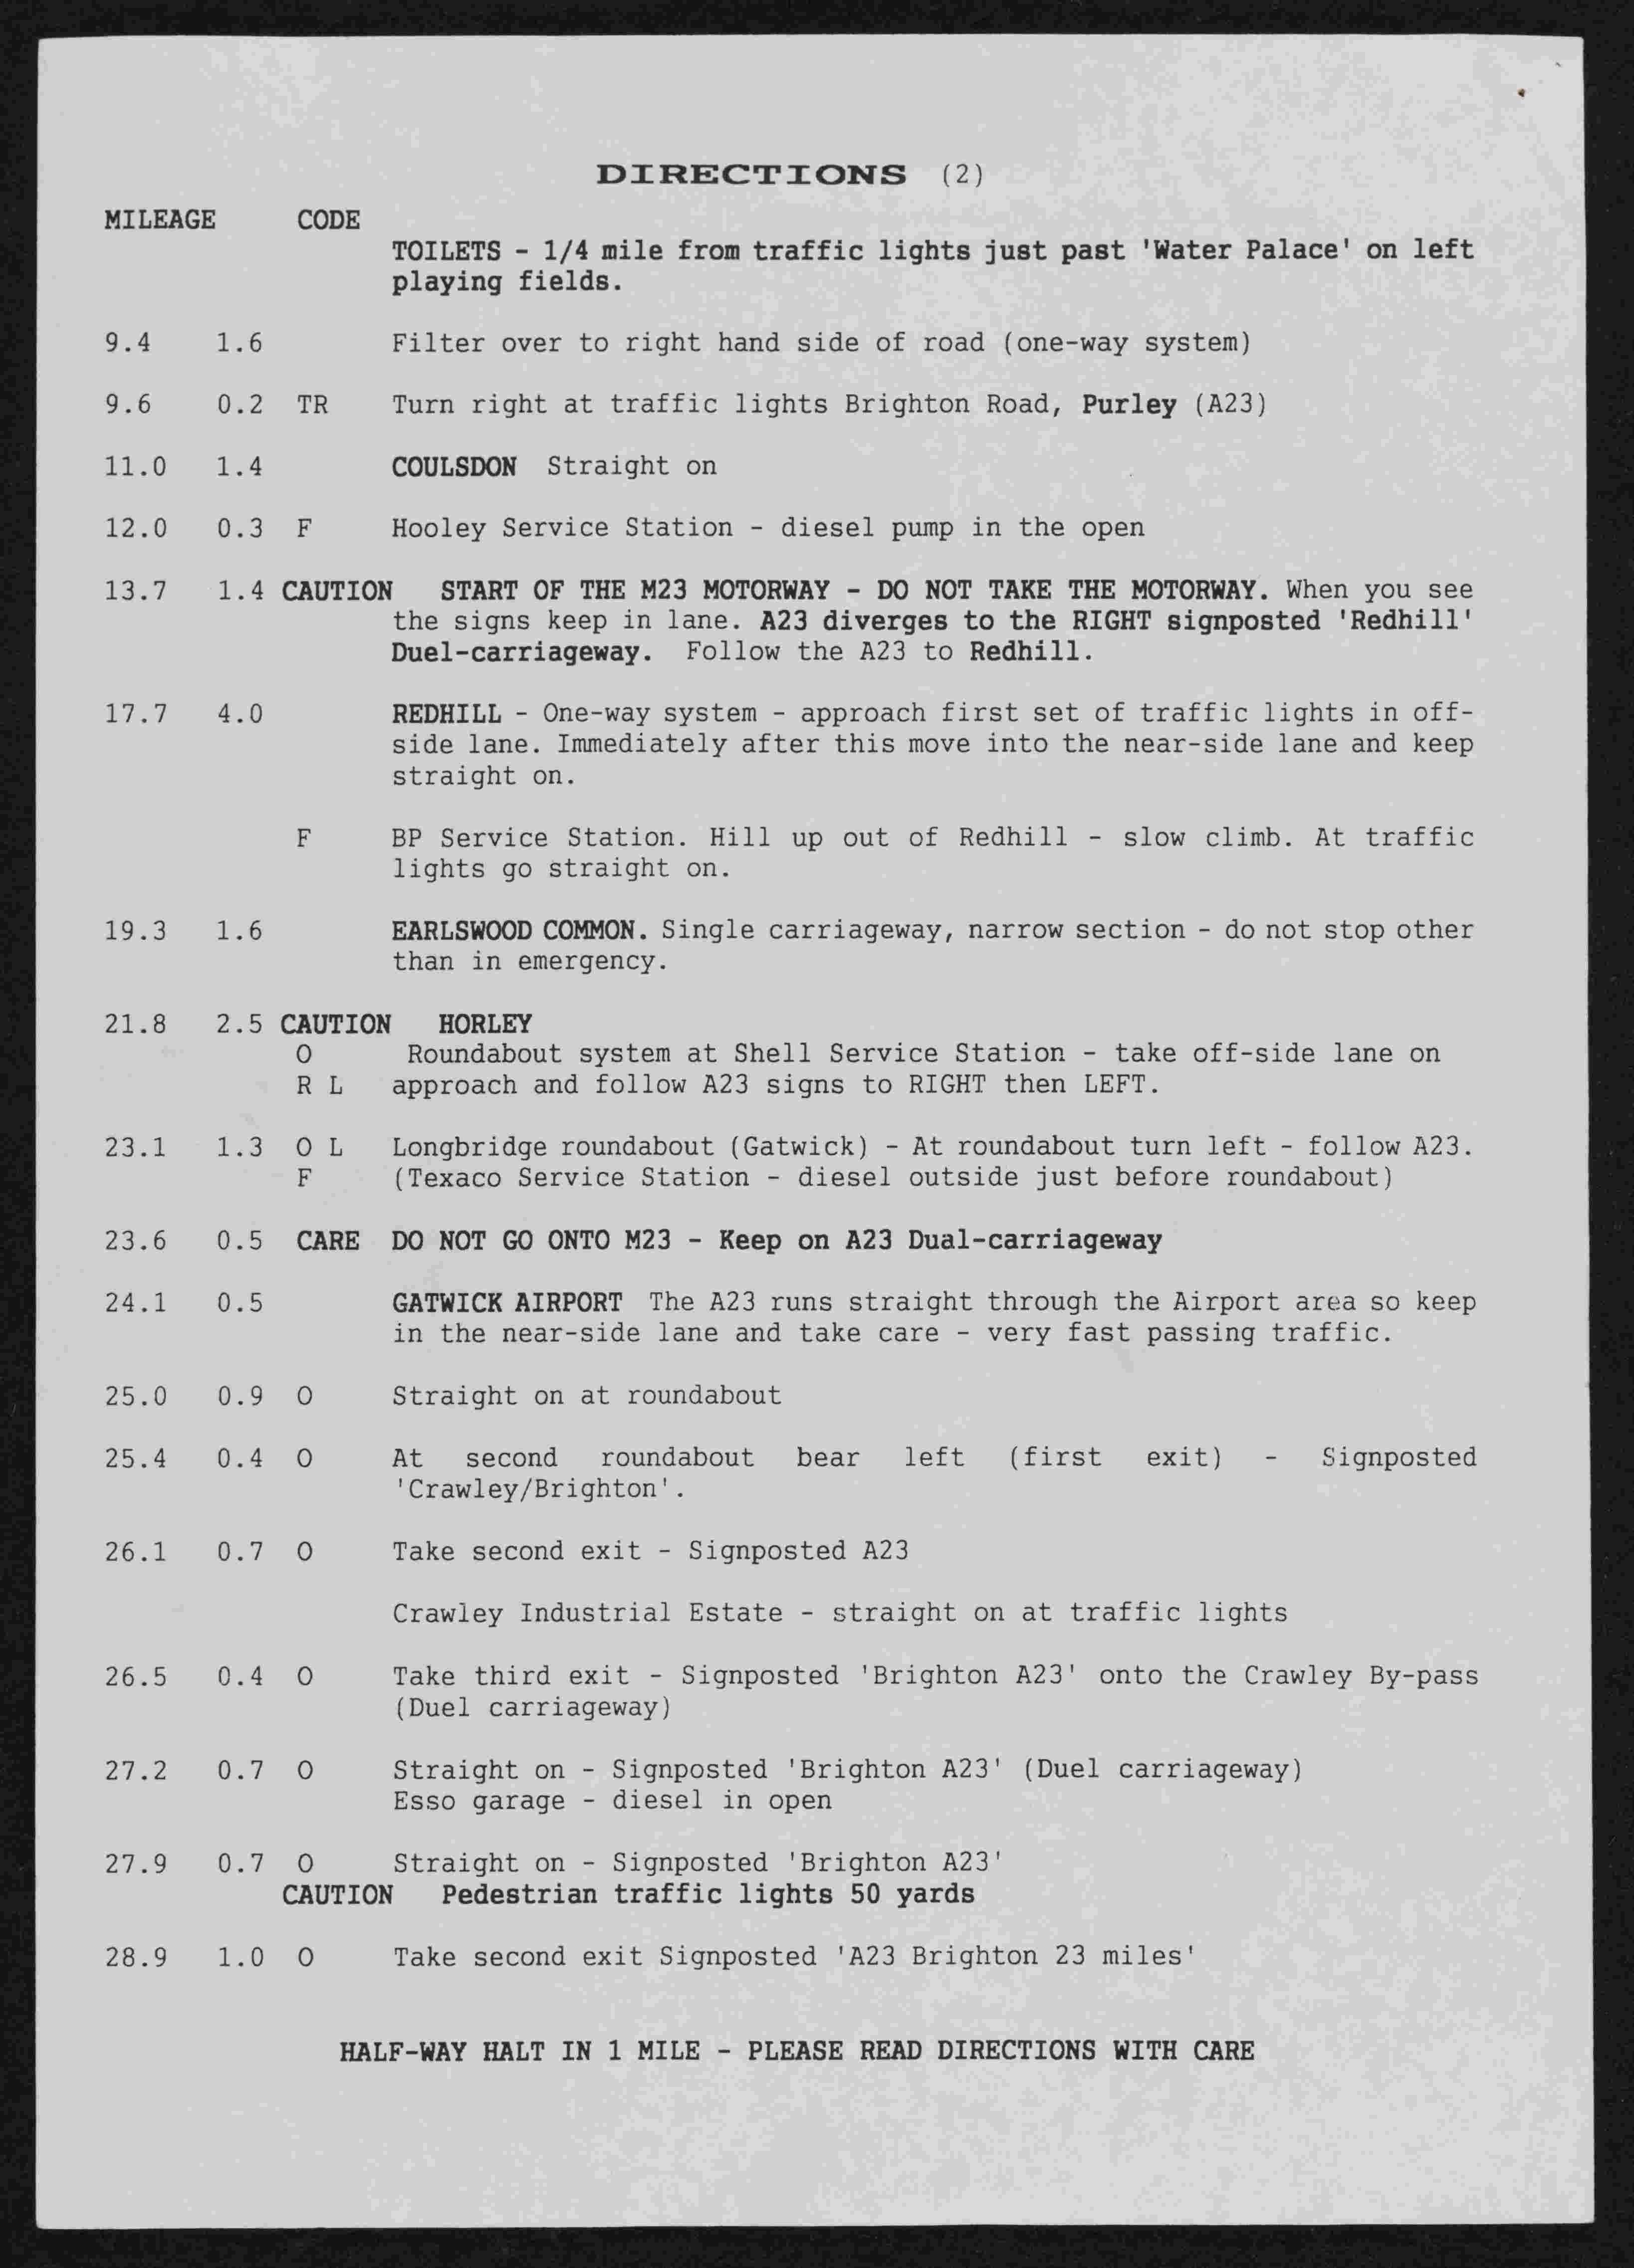 DIRECTIONS (2)
MILEAGE CODE
TOILETS - 1/4 mile from traffic lights just past 'Water Palace' on left
playing fields.
9.4 1.6 Filter over to right hand side of road (one-way system)
9.6 0.2 TR Turn right at traffic lights Brighton Road, Purley (A23)
11.0 1.4 COULSDON Straight on
12.0 0.3 F Hooley Service Station - diesel pump in the open
13.7 1.4 CAUTION START OF THE M23 MOTORWAY - DO NOT TAKE THE MOTORWAY. When you see
the signs keep in lane. A23 diverges to the RIGHT signposted 'Redhill'
Duel-carriageway. Follow the A23 to Redhill.
17.7 4.0 REDHILL - One-way system - approach first set of traffic lights in off-
side lane. Immediately after this move into the near-side lane and keep
straight on.
F BP Service Station. Hill up out of Redhill - slow climb. At traffic
lights go straight on.
19.3 1.6 EARLSWOOD COMMON. Single carriageway, narrow section - do not stop other
than in emergency.
21.8 2.5 CAUTION HORLEY
O Roundabout system at Shell Service Station - take off-side lane on
R L approach and follow A23 signs to RIGHT then LEFT.
23.1 1.3 O L Longbridge roundabout (Gatwick) - At roundabout turn left - follow A23.
F (Texaco Service Station - diesel outside just before roundabout)
23.6 0.5 CARE DO NOT GO ONTO M23 - Keep on A23 Dual-carriageway
24.1 0.5 GATWICK AIRPORT The A23 runs straight through the Airport area so keep
in the near-side lane and take care - very fast passing traffic.
25.0 0.9 O Straight on at roundabout
25.4 0.4 O At second roundabout bear left (first exit) - Signposted
'Crawley/Brighton'.
26.1 0.7 O Take second exit - Signposted A23
Crawley Industrial Estate - straight on at traffic lights
26.5 0.4 O Take third exit - Signposted 'Brighton A23' onto the Crawley By-pass
(Duel carriageway)
27.2 0.7 O Straight on - Signposted 'Brighton A23' (Duel carriageway)
Esso garage - diesel in open
27.9 0.7 O Straight on - Signposted 'Brighton A23'
CAUTION Pedestrian traffic lights 50 yards
28.9 1.0 O Take second exit Signposted 'A23 Brighton 23 miles'
HALF-WAY HALT IN 1 MILE - PLEASE READ DIRECTIONS WITH CARE